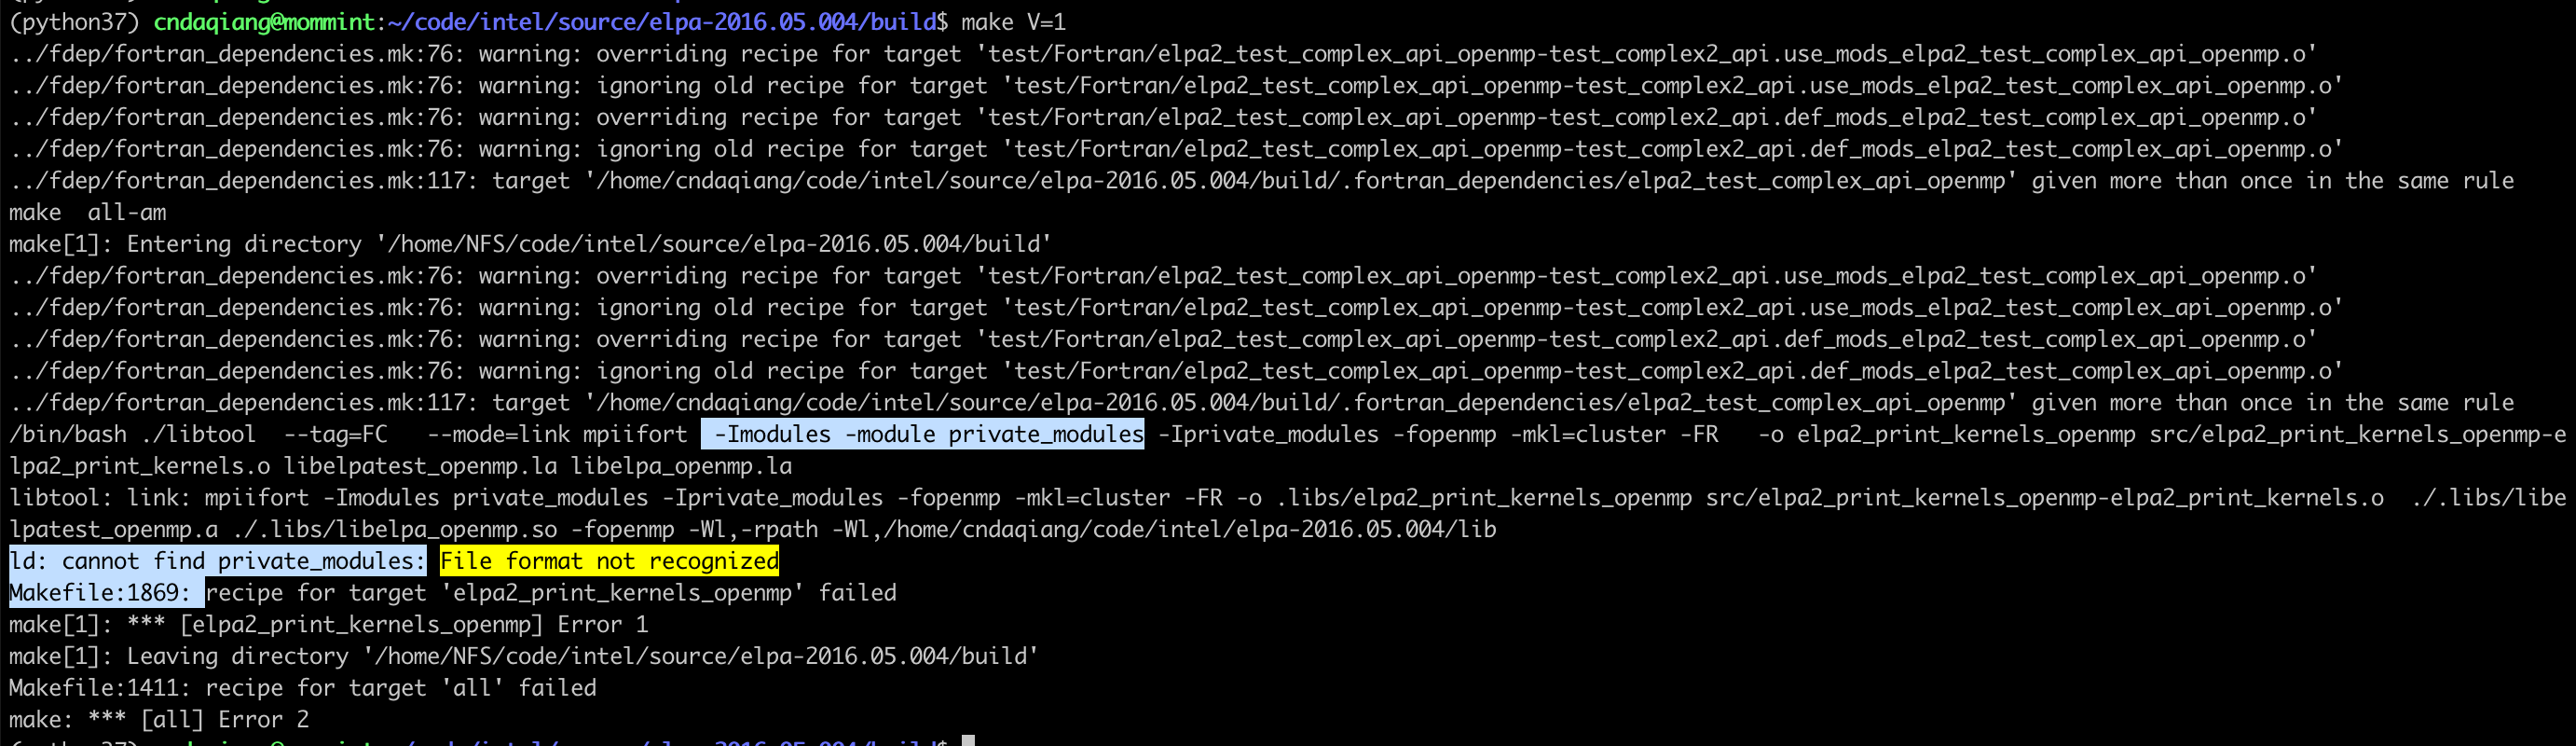 (python37) cndaqiang@mommint:~/code/intel/source/elpa-2016.05.004/build$ make V=1
../fdep/fortran_dependencies.mk:76: warning: overriding recipe for target 'test/Fortran/elpa2_test_complex_api_openmp-test_complex2_api.use_mods_elpa2_test_complex_api_openmp.o'
../fdep/fortran_dependencies.mk:76: warning: ignoring old recipe for target 'test/Fortran/elpa2_test_complex_api_openmp-test_complex2_api.use_mods_elpa2_test_complex_api_openmp.o'
../fdep/fortran_dependencies.mk:76: warning: overriding recipe for target 'test/Fortran/elpa2_test_complex_api_openmp-test_complex2_api.def_mods_elpa2_test_complex_api_openmp.o'
../fdep/fortran_dependencies.mk:76: warning: ignoring old recipe for target 'test/Fortran/elpa2_test_complex_api_openmp-test_complex2_api.def_mods_elpa2_test_complex_api_openmp.o'
../fdep/fortran_dependencies.mk:117: target '/home/cndaqiang/code/intel/source/elpa-2016.05.004/build/.fortran_dependencies/elpa2_test_complex_api_openmp' given more than once in the same rule
make  all-am
make[1]: Entering directory '/home/NFS/code/intel/source/elpa-2016.05.004/build'
../fdep/fortran_dependencies.mk:76: warning: overriding recipe for target 'test/Fortran/elpa2_test_complex_api_openmp-test_complex2_api.use_mods_elpa2_test_complex_api_openmp.o'
../fdep/fortran_dependencies.mk:76: warning: ignoring old recipe for target 'test/Fortran/elpa2_test_complex_api_openmp-test_complex2_api.use_mods_elpa2_test_complex_api_openmp.o'
../fdep/fortran_dependencies.mk:76: warning: overriding recipe for target 'test/Fortran/elpa2_test_complex_api_openmp-test_complex2_api.def_mods_elpa2_test_complex_api_openmp.o'
../fdep/fortran_dependencies.mk:76: warning: ignoring old recipe for target 'test/Fortran/elpa2_test_complex_api_openmp-test_complex2_api.def_mods_elpa2_test_complex_api_openmp.o'
../fdep/fortran_dependencies.mk:117: target '/home/cndaqiang/code/intel/source/elpa-2016.05.004/build/.fortran_dependencies/elpa2_test_complex_api_openmp' given more than once in the same rule
/bin/bash ./libtool  --tag=FC   --mode=link mpiifort  -Imodules -module private_modules -Iprivate_modules -fopenmp -mkl=cluster -FR   -o elpa2_print_kernels_openmp src/elpa2_print_kernels_openmp-e
lpa2_print_kernels.o libelpatest_openmp.la libelpa_openmp.la
libtool: link: mpiifort -Imodules private_modules -Iprivate_modules -fopenmp -mkl=cluster -FR -o .libs/elpa2_print_kernels_openmp src/elpa2_print_kernels_openmp-elpa2_print_kernels.o  ./.libs/libe
lpatest_openmp.a ./.libs/libelpa_openmp.so -fopenmp -Wl,-rpath -Wl,/home/cndaqiang/code/intel/elpa-2016.05.004/lib
ld: cannot find private_modules: File format not recognized
Makefile:1869: recipe for target 'elpa2_print_kernels_openmp' failed
make[1]: *** [elpa2_print_kernels_openmp] Error 1
make[1]: Leaving directory '/home/NFS/code/intel/source/elpa-2016.05.004/build'
Makefile:1411: recipe for target 'all' failed
make: *** [all] Error 2